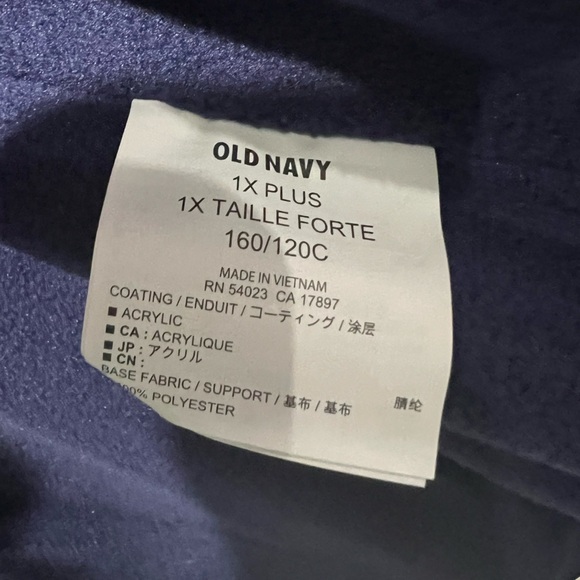 OLD NAVY
1X PLUS
1X TAILLE FORTE
160/120C
MADE IN VIETNAM
RN 54023 CA 17897
COATING / ENDUIT / コーティング / 涂层
■ ACRYLIC
■ CA : ACRYLIQUE
■ JP : アクリル
■ CN : 腈纶
BASE FABRIC / SUPPORT / 基布 / 基布
POLYESTER